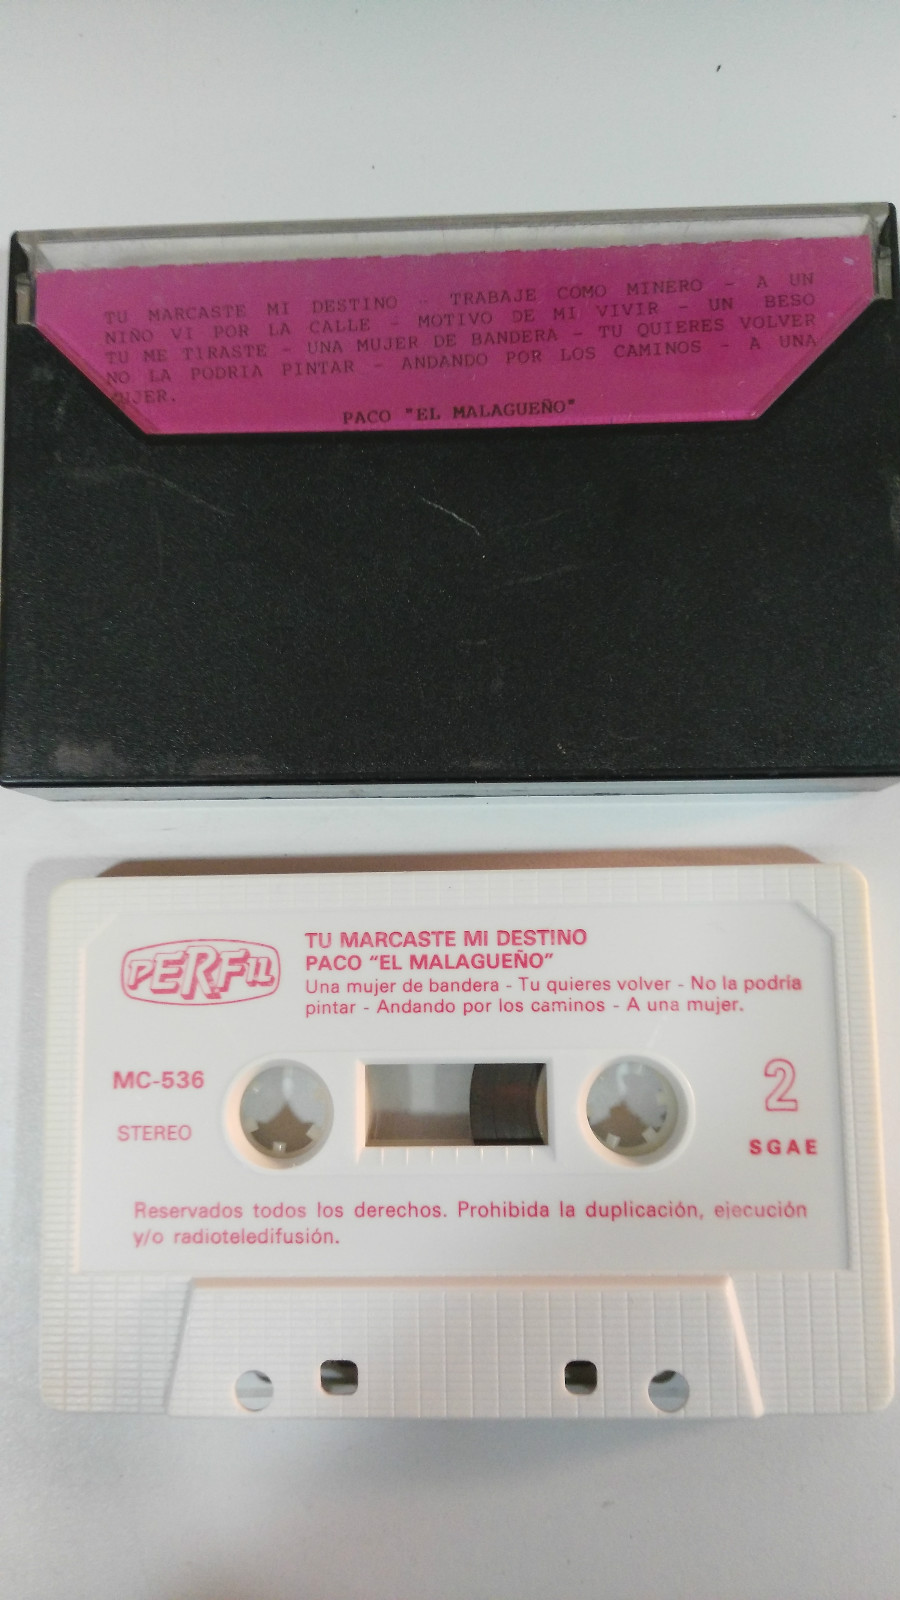 TU MARCASTE MI DESTINO - TRABAJE COMO MINERO - A UN
NIÑO VI POR LA CALLE - MOTIVO DE MI VIVIR - UN BESO
TU ME TIRASTE - UNA MUJER DE BANDERA - TU QUIERES VOLVER
NO LA PODRIA PINTAR - ANDANDO POR LOS CAMINOS - A UNA
MUJER.
PACO "EL MALAGUEÑO"
PERFIL
TU MARCASTE MI DESTINO
PACO “EL MALAGUEÑO”
Una mujer de bandera - Tu quieres volver - No la podría
pintar - Andando por los caminos - A una mujer.
MC-536
STEREO
2
SGAE
Reservados todos los derechos. Prohibida la duplicación, ejecución
y/o radioteledifusión.